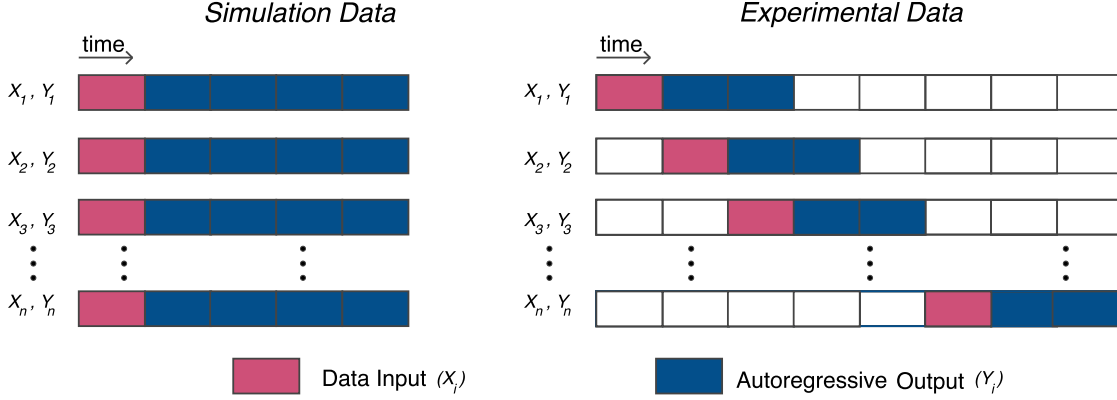 Simulation Data
time
X1, Y1
X2, Y2
X3, Y3
Xn, Yn
Experimental Data
time
X1, Y1
X2, Y2
X3, Y3
Xn, Yn
Data Input (Xi)
Autoregressive Output (Yi)